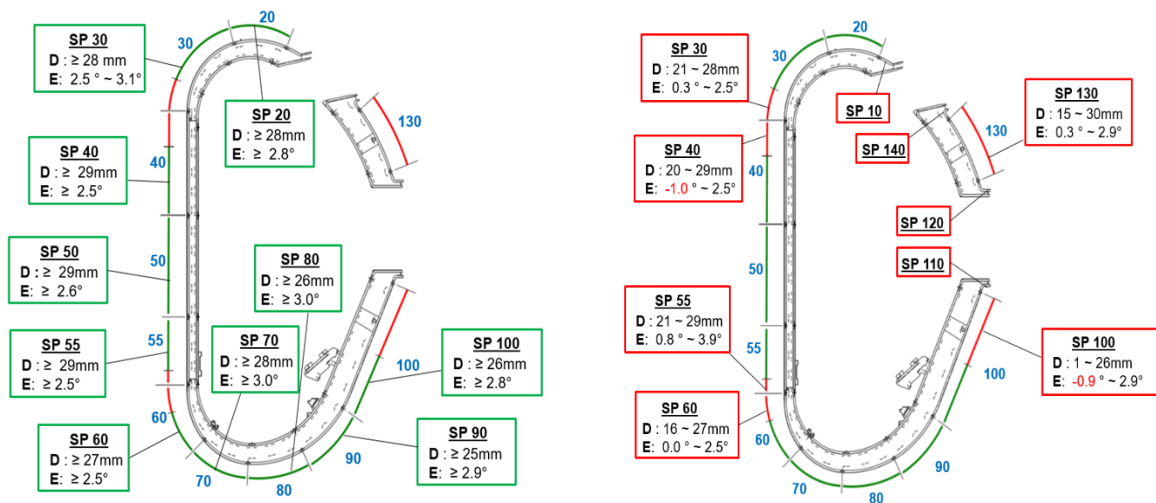 20
30
SP 30
D : ≥ 28 mm
E: 2.5 ° ~ 3.1°
SP 20
D : ≥ 28mm
E : ≥ 2.8°
130
SP 40
D : ≥ 29mm
E: ≥ 2.5°
40
SP 50
D : ≥ 29mm
E: ≥ 2.6°
50
SP 80
D : ≥ 26mm
E : ≥ 3.0°
SP 55
D : ≥ 29mm
E : ≥ 2.5°
55
SP 70
D : ≥ 28mm
E : ≥ 3.0°
SP 100
D : ≥ 26mm
E : ≥ 2.8°
100
60
SP 60
D : ≥ 27mm
E : ≥ 2.5°
SP 90
D : ≥ 25mm
E : ≥ 2.9°
90
70
80
20
30
SP 30
D : 21 ~ 28mm
E: 0.3 ° ~ 2.5°
SP 10
SP 130
D : 15 ~ 30mm
E: 0.3 ° ~ 2.9°
130
SP 140
SP 40
D : 20 ~ 29mm
E: -1.0 ° ~ 2.5°
40
SP 120
50
SP 110
SP 55
D : 21 ~ 29mm
E: 0.8 ° ~ 3.9°
55
SP 100
D : 1 ~ 26mm
E: -0.9 ° ~ 2.9°
100
SP 60
D : 16 ~ 27mm
E: 0.0 ° ~ 2.5°
60
90
70
80